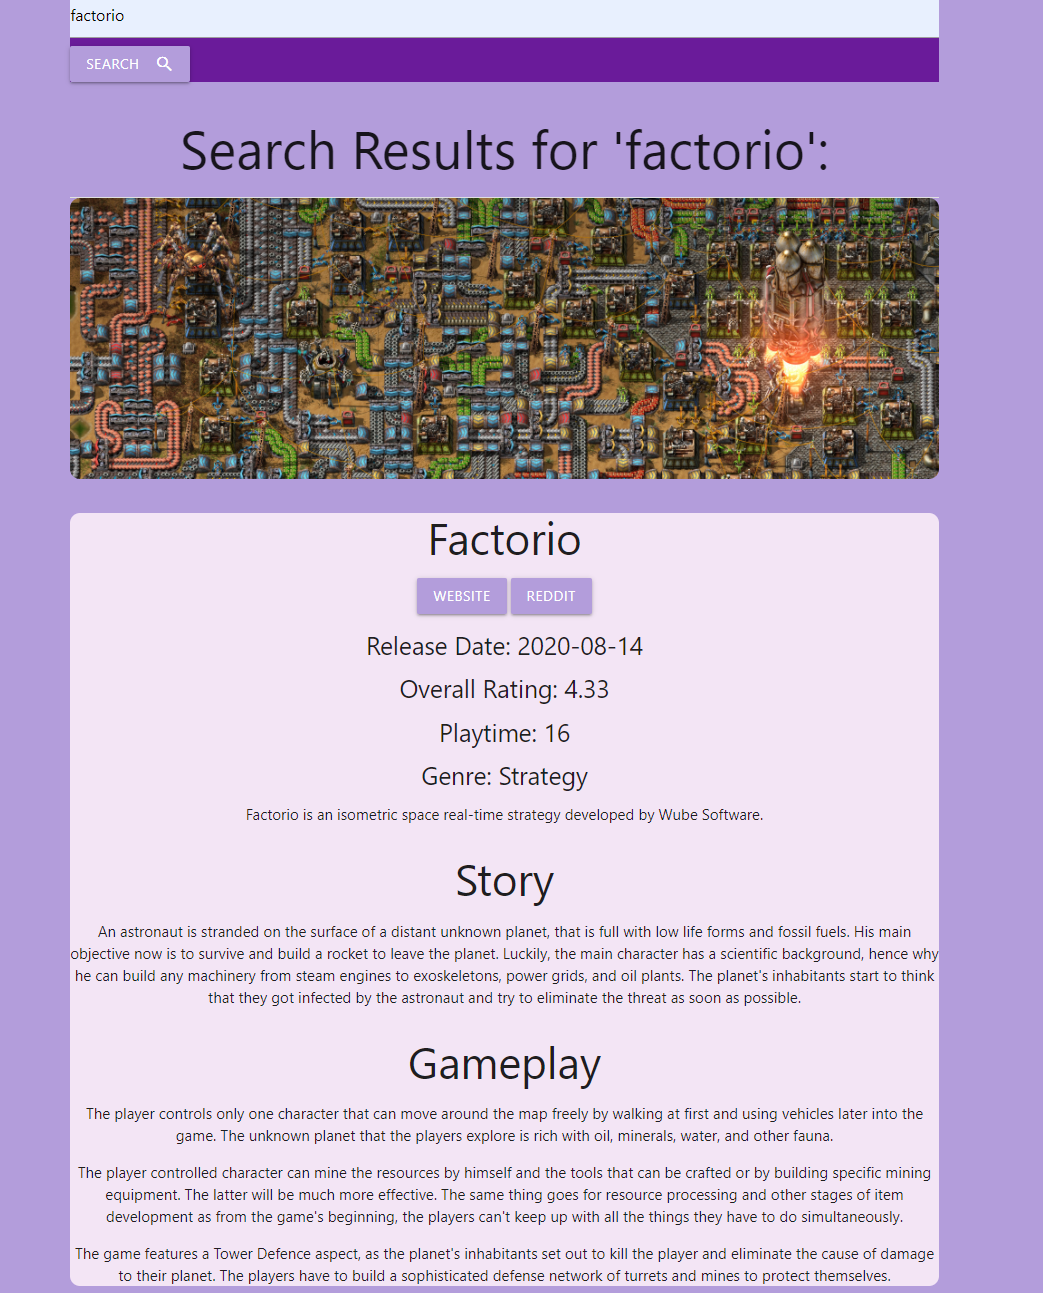 factorio
SEARCH
Search Results for 'factorio':
Factorio
WEBSITE REDDIT
Release Date: 2020-08-14
Overall Rating: 4.33
Playtime: 16
Genre: Strategy
Factorio is an isometric space real-time strategy developed by Wube Software.
Story
An astronaut is stranded on the surface of a distant unknown planet, that is full with low life forms and fossil fuels. His main
objective now is to survive and build a rocket to leave the planet. Luckily, the main character has a scientific background, hence why
he can build any machinery from steam engines to exoskeletons, power grids, and oil plants. The planet's inhabitants start to think
that they got infected by the astronaut and try to eliminate the threat as soon as possible.
Gameplay
The player controls only one character that can move around the map freely by walking at first and using vehicles later into the
game. The unknown planet that the players explore is rich with oil, minerals, water, and other fauna.
The player controlled character can mine the resources by himself and the tools that can be crafted or by building specific mining
equipment. The latter will be much more effective. The same thing goes for resource processing and other stages of item
development as from the game's beginning, the players can't keep up with all the things they have to do simultaneously.
The game features a Tower Defence aspect, as the planet's inhabitants set out to kill the player and eliminate the cause of damage
to their planet. The players have to build a sophisticated defense network of turrets and mines to protect themselves.